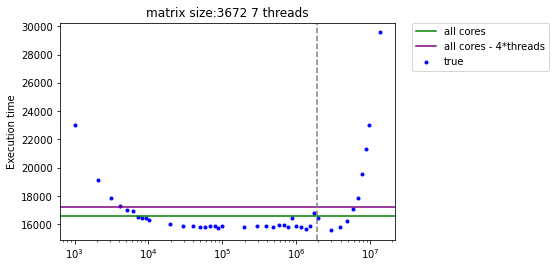 matrix size:3672 7 threads
30000
28000
26000
24000
22000
20000
18000
16000
Execution time
10³
10⁴
10⁵
10⁶
10⁷
all cores
all cores - 4*threads
true